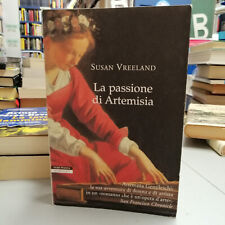 SUSAN VREELAND
La passione
di Artemisia
Artemisia Gentileschi:
la sua avventura di donna e di artista
in un «romanzo che è un'opera d'arte».
San Francisco Chronicle